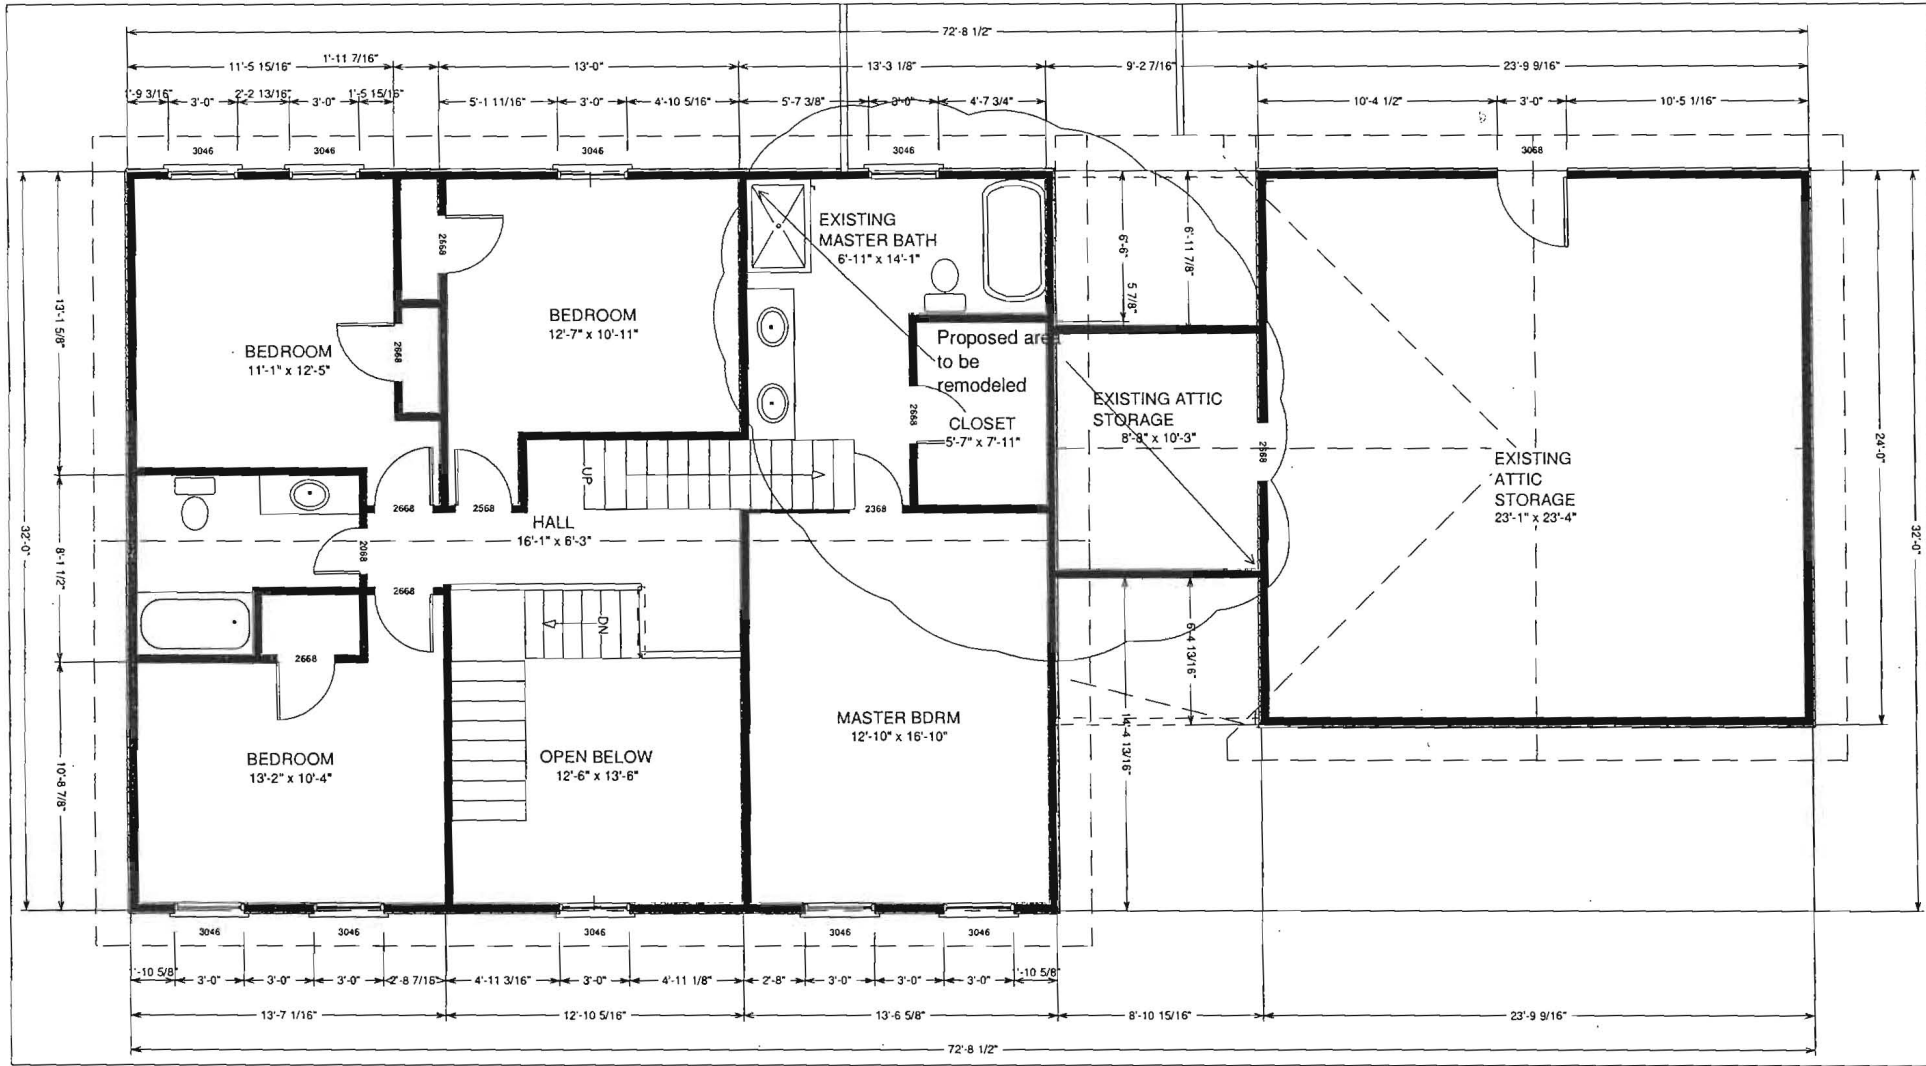 72'-8 1/2"
11'-5 15/16"
1'-11 7/16"
13'-0"
13'-3 1/8"
9'-2 7/16"
23'-9 9/16"
'-9 3/16"
3'-0"
2'-2 13/16"
3'-0"
1'-5 15/16"
5'-1 11/16"
3'-0"
4'-10 5/16"
5'-7 3/8"
3'-0"
4'-7 3/4"
10'-4 1/2"
3'-0"
10'-5 1/16"
3046
3046
3046
3046
3068
EXISTING
MASTER BATH
6'-11" x 14'-1"
2668
6'-6"
6'-11 7/8"
5 7/8"
13'-1 5/8"
BEDROOM
12'-7" x 10'-11"
BEDROOM
11'-1" x 12'-5"
2668
Proposed area
to be
remodeled
CLOSET
5'-7" x 7'-11"
2668
EXISTING ATTIC
STORAGE
8'-8" x 10'-3"
2668
24'-0"
EXISTING
ATTIC
STORAGE
23'-1" x 23'-4"
UP
2668
2568
2368
HALL
16'-1" x 6'-3"
32'-0"
8'-1 1/2"
2068
32'-0"
2668
DN
6'-4 13/16"
2668
MASTER BDRM
12'-10" x 16'-10"
14'-4 13/16"
BEDROOM
13'-2" x 10'-4"
OPEN BELOW
12'-6" x 13'-6"
10'-8 7/8"
3046
3046
3046
3046
3046
'-10 5/8"
3'-0"
3'-0"
3'-0"
2'-8 7/16"
4'-11 3/16"
3'-0"
4'-11 1/8"
2'-8"
3'-0"
3'-0"
3'-0"
'-10 5/8"
13'-7 1/16"
12'-10 5/16"
13'-6 5/8"
8'-10 15/16"
23'-9 9/16"
72'-8 1/2"